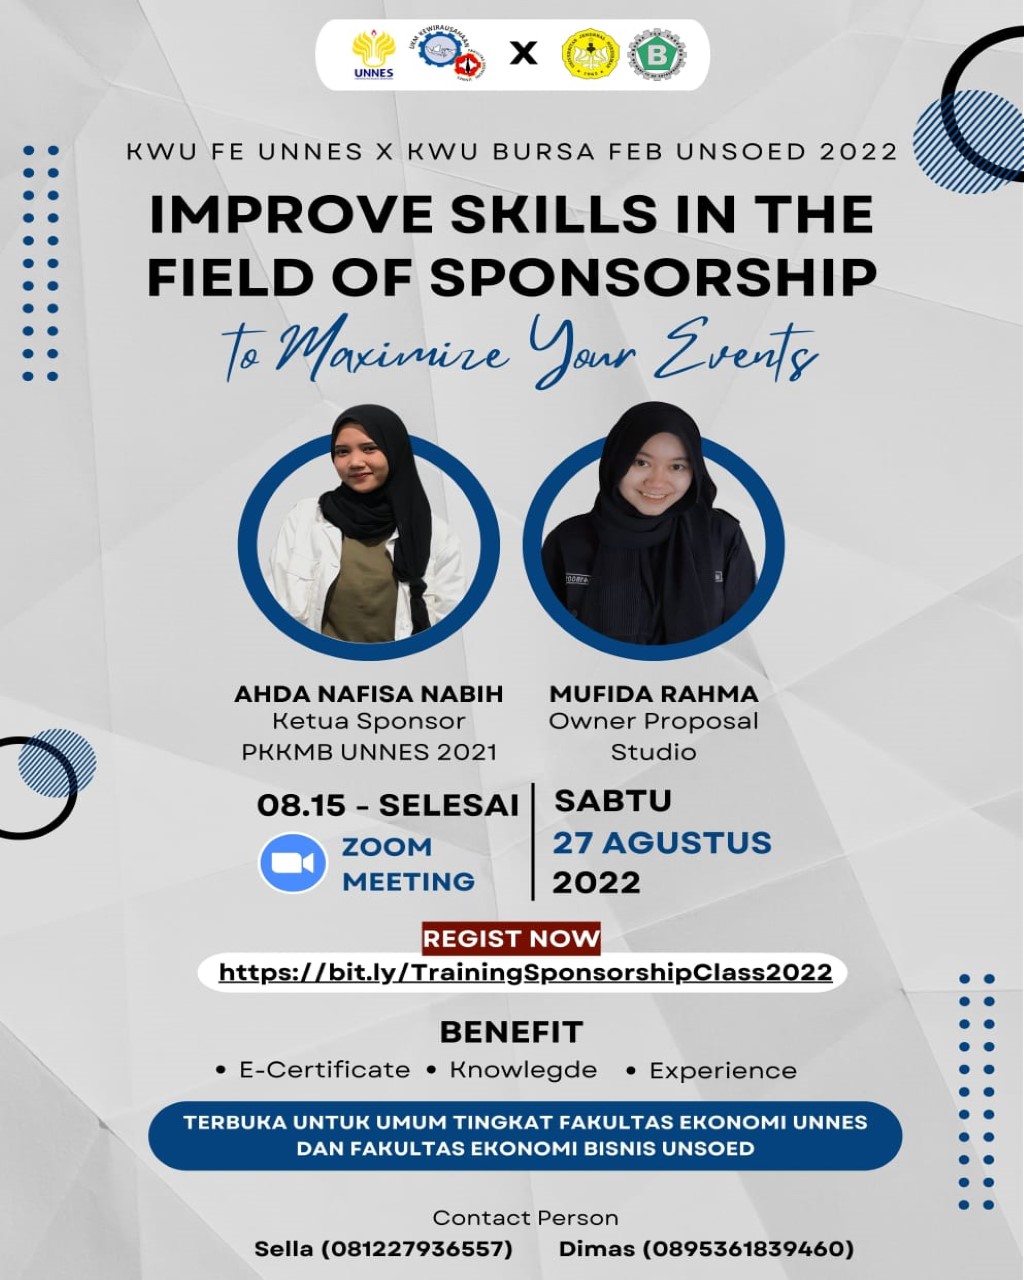 UNNES
UKM KEWIRAUSAHAAN
X
B
KWU FE UNNES X KWU BURSA FEB UNSOED 2022
IMPROVE SKILLS IN THE
FIELD OF SPONSORSHIP
to Maximize Your Events
AHDA NAFISA NABIH
Ketua Sponsor
PKKMB UNNES 2021
MUFIDA RAHMA
Owner Proposal
Studio
08.15 - SELESAI
ZOOM
MEETING
SABTU
27 AGUSTUS
2022
REGIST NOW
https://bit.ly/TrainingSponsorshipClass2022
BENEFIT
• E-Certificate • Knowlegde • Experience
TERBUKA UNTUK UMUM TINGKAT FAKULTAS EKONOMI UNNES
DAN FAKULTAS EKONOMI BISNIS UNSOED
Contact Person
Sella (081227936557) Dimas (0895361839460)